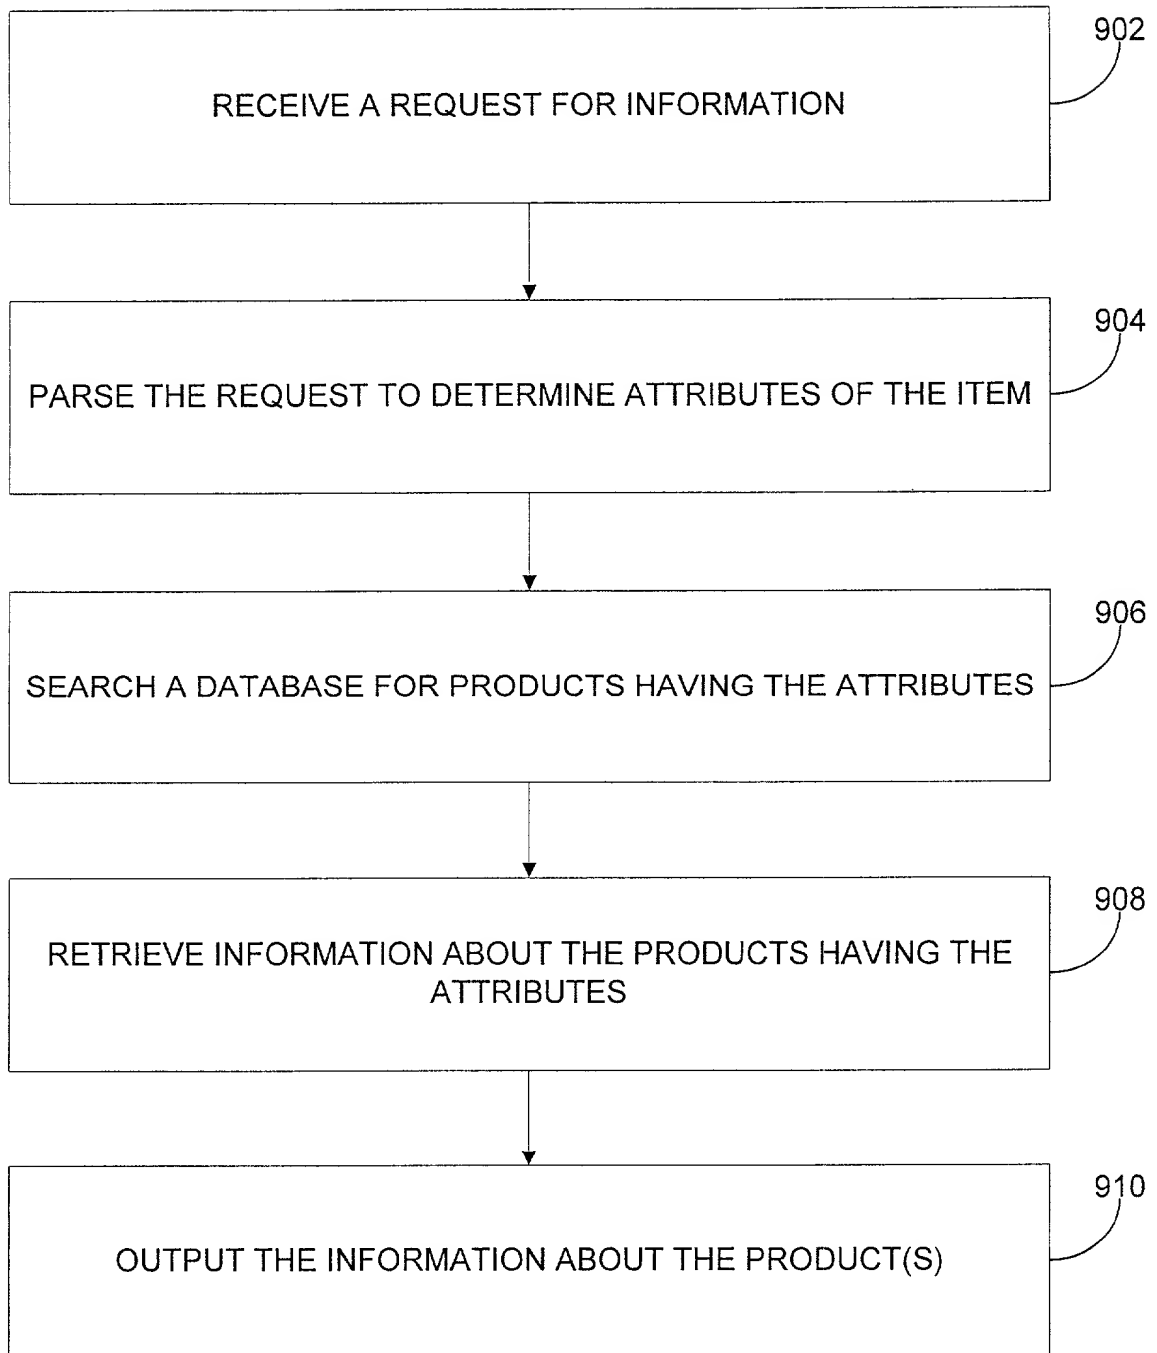 902
RECEIVE A REQUEST FOR INFORMATION
904
PARSE THE REQUEST TO DETERMINE ATTRIBUTES OF THE ITEM
906
SEARCH A DATABASE FOR PRODUCTS HAVING THE ATTRIBUTES
908
RETRIEVE INFORMATION ABOUT THE PRODUCTS HAVING THE
ATTRIBUTES
910
OUTPUT THE INFORMATION ABOUT THE PRODUCT(S)